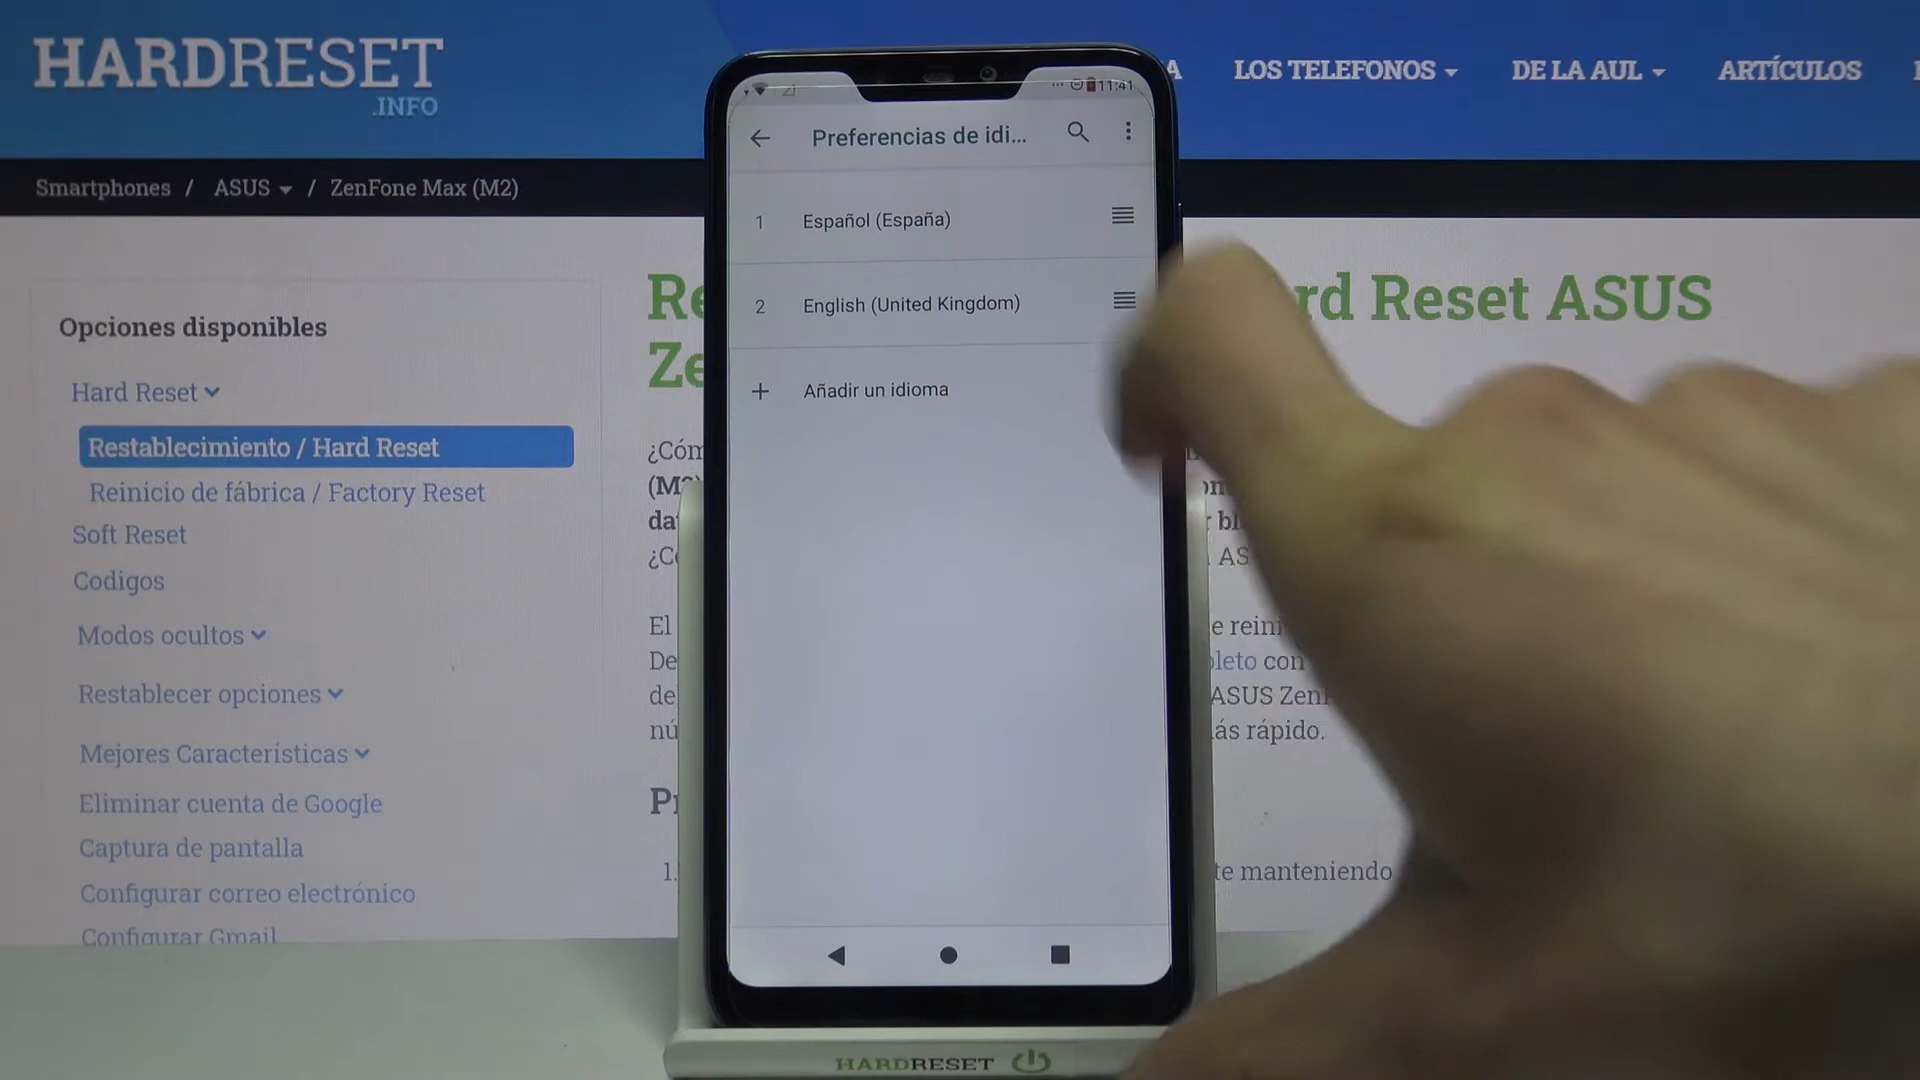 HARDRESET
.INFO
LOS TELEFONOS
DE LA AUL
ARTÍCULOS
Smartphones / ASUS / ZenFone Max (M2)
Opciones disponibles
Hard Reset
Restablecimiento / Hard Reset
Reinicio de fábrica / Factory Reset
Soft Reset
Codigos
Modos ocultos
Restablecer opciones
Mejores Características
Eliminar cuenta de Google
Captura de pantalla
Configurar correo electrónico
Configurar Gmail
11:41
Preferencias de idi...
1 Español (España)
2 English (United Kingdom)
+ Añadir un idioma
Reset ASUS
El
con
ás rápido.
1.
te manteniendo
HARDRESET